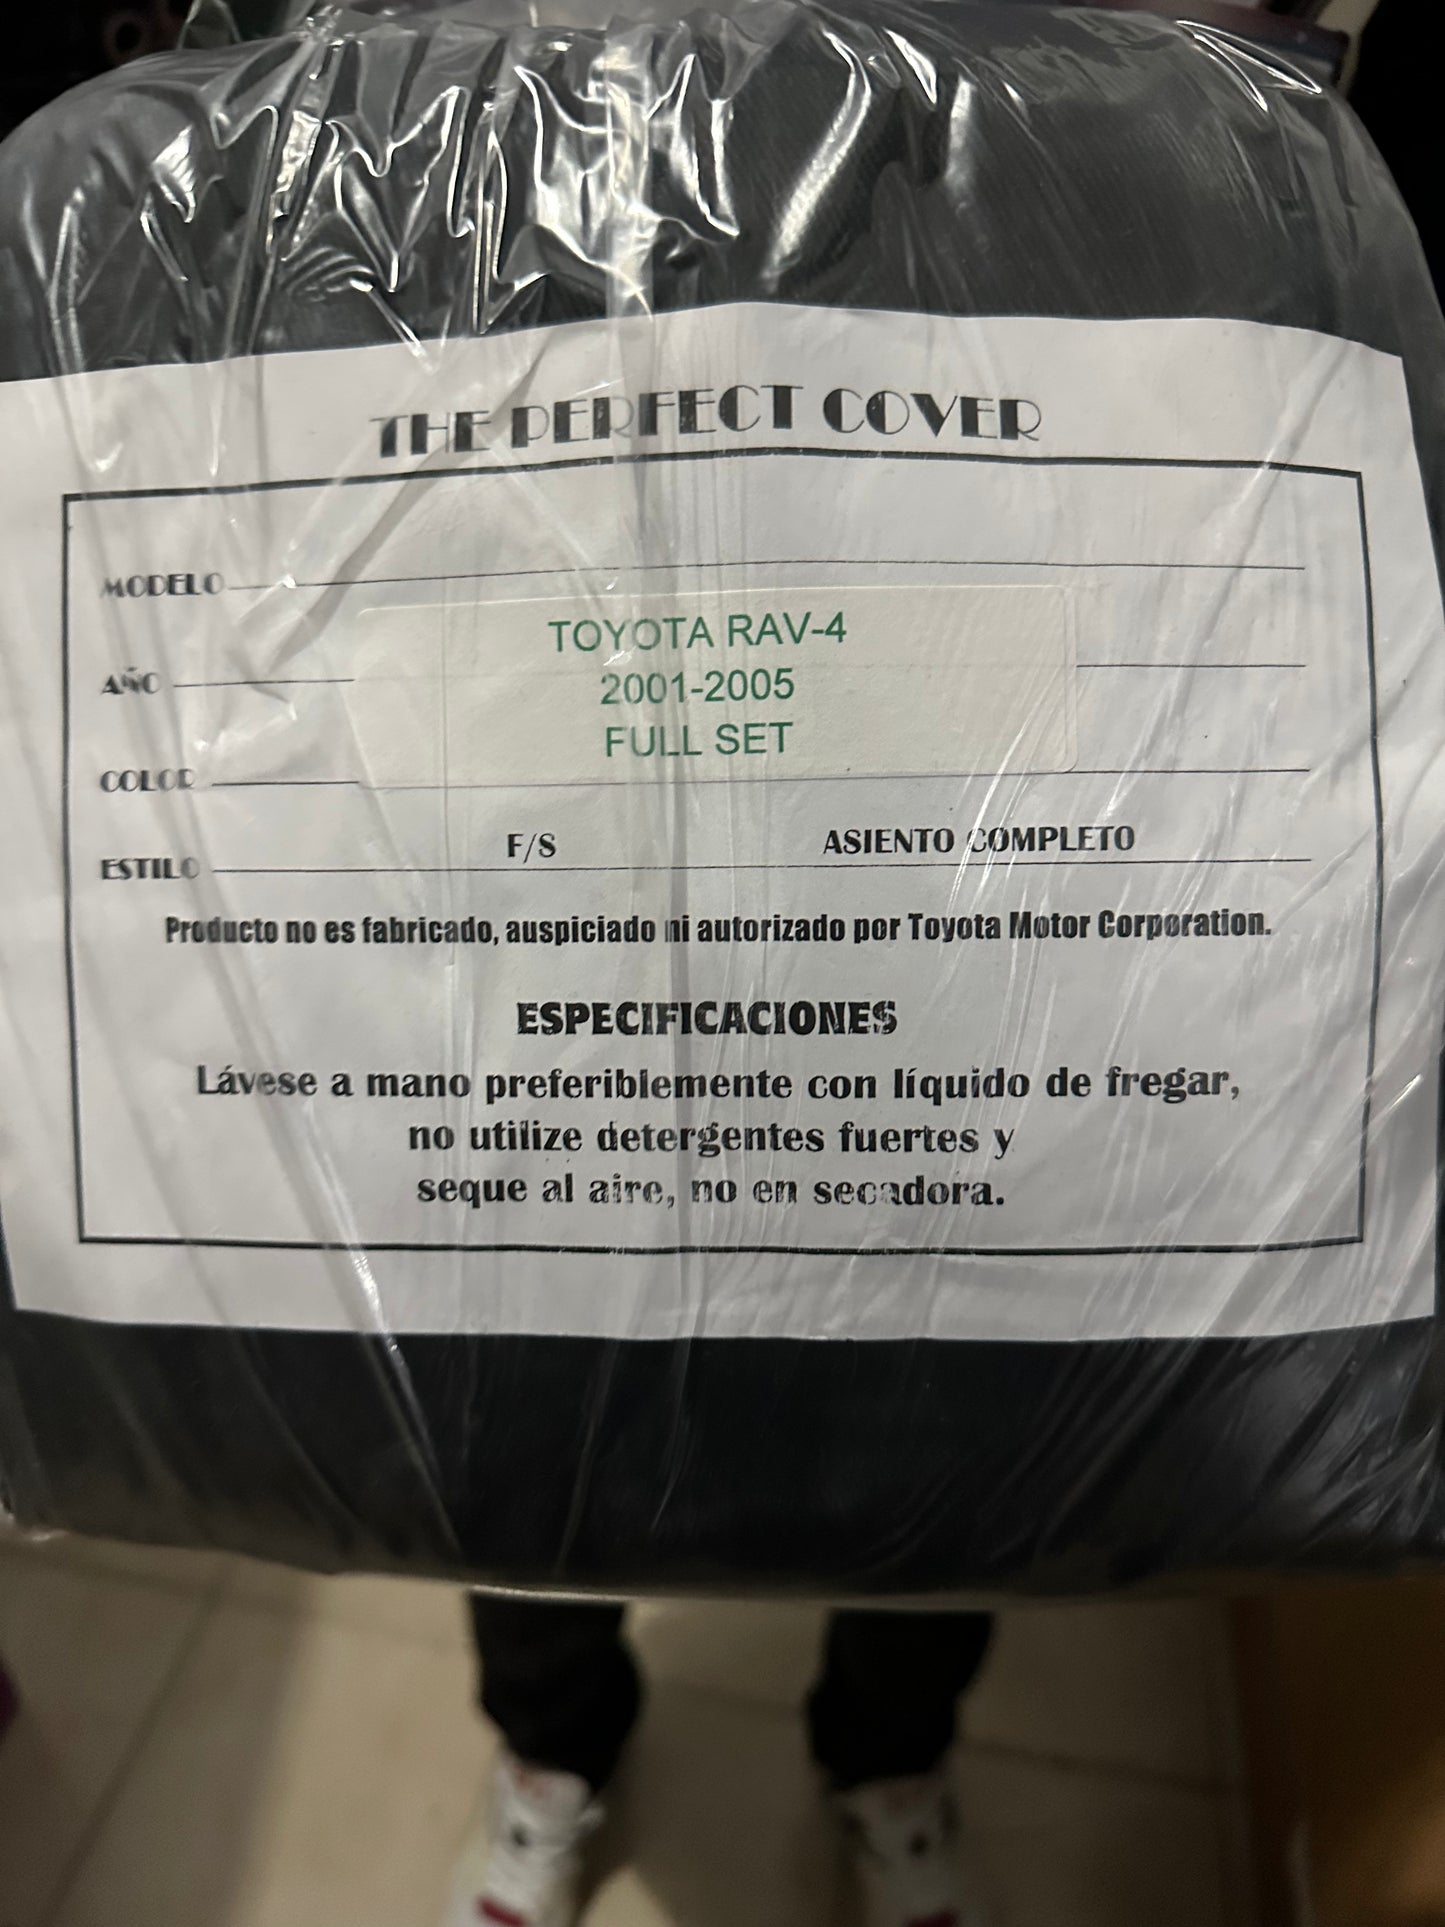 THE PERFECT COVER
MODELO
TOYOTA RAV-4
AÑO
2001-2005
FULL SET
COLOR
ESTILO F/S ASIENTO COMPLETO
Producto no es fabricado, auspiciado ni autorizado por Toyota Motor Corporation.
ESPECIFICACIONES
Lávese a mano preferiblemente con líquido de fregar,
no utilize detergentes fuertes y
seque al aire, no en secadora.